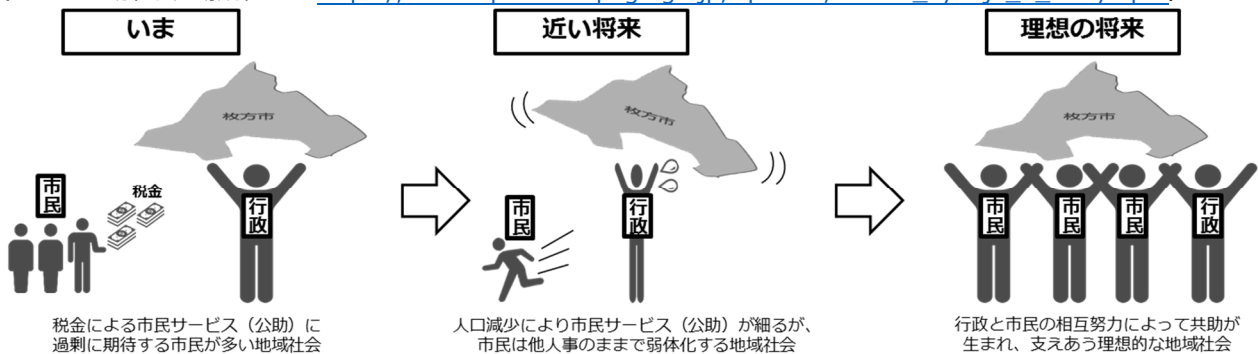 いま
近い将来
理想の将来
枚方市
枚方市
枚方市
市民
税金
行政
市民
行政
市民
市民
市民
行政
税金による市民サービス（公助）に
過剰に期待する市民が多い地域社会
人口減少により市民サービス（公助）が細るが、
市民は他人事のままで弱体化する地域社会
行政と市民の相互努力によって共助が
生まれ、支えあう理想的な地域社会